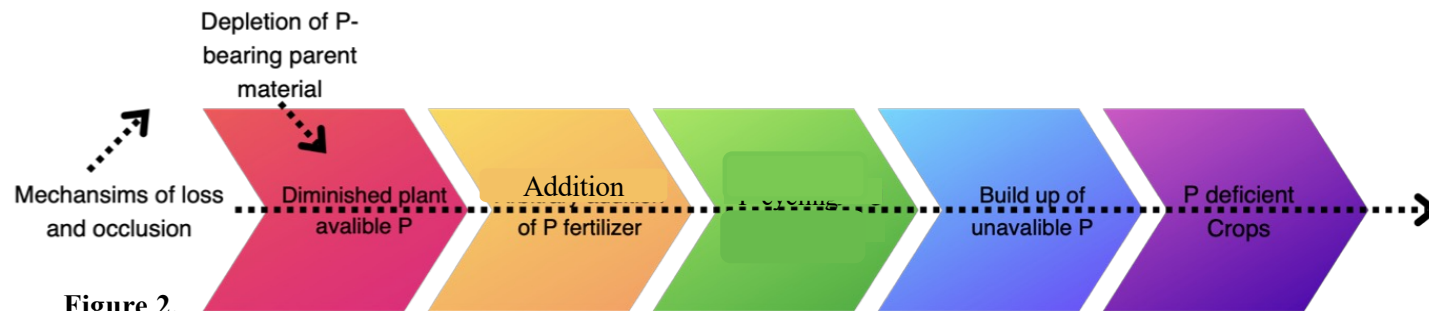 Depletion of P-
bearing parent
material
Mechansims of loss
and occlusion
Diminished plant
avalible P
Addition
of P fertilizer
Build up of
unavalible P
P deficient
Crops
Figure 2